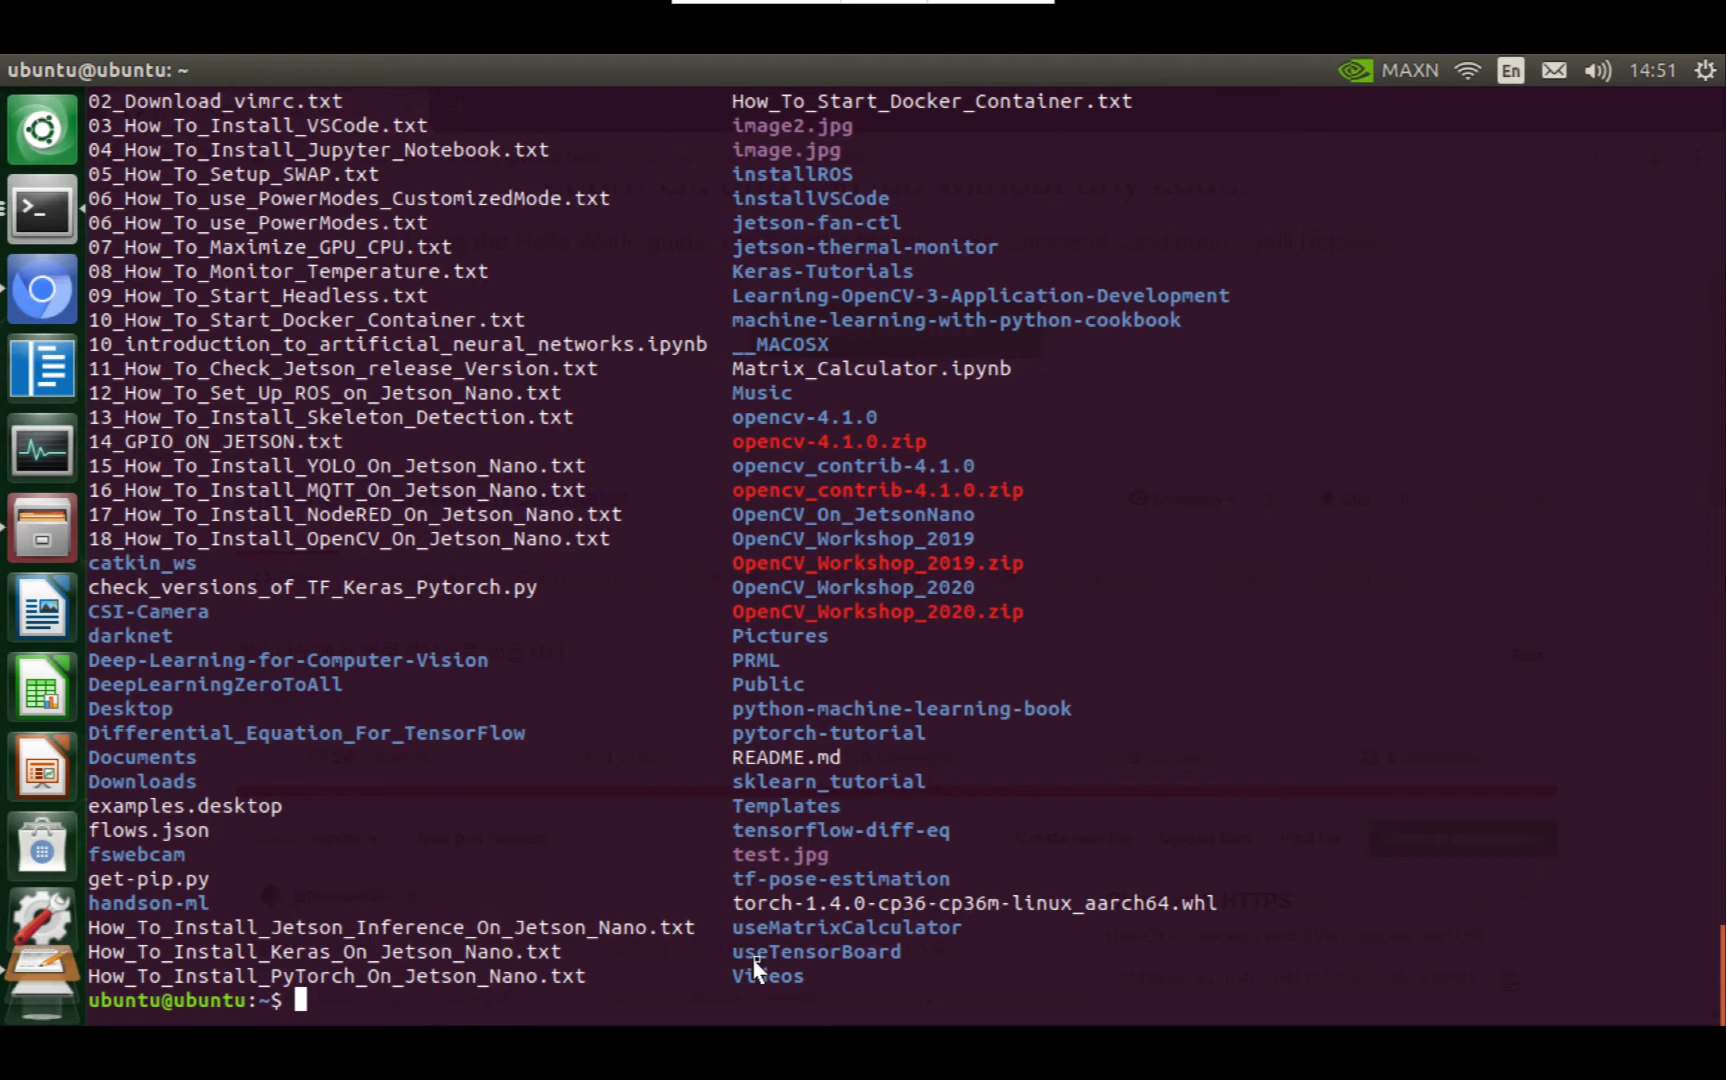 ubuntu@ubuntu: ~
MAXN
En
14:51
02_Download_vimrc.txt
03_How_To_Install_VSCode.txt
04_How_To_Install_Jupyter_Notebook.txt
05_How_To_Setup_SWAP.txt
06_How_To_use_PowerModes_CustomizedMode.txt
06_How_To_use_PowerModes.txt
07_How_To_Maximize_GPU_CPU.txt
08_How_To_Monitor_Temperature.txt
09_How_To_Start_Headless.txt
10_How_To_Start_Docker_Container.txt
10_introduction_to_artificial_neural_networks.ipynb
11_How_To_Check_Jetson_release_Version.txt
12_How_To_Set_Up_ROS_on_Jetson_Nano.txt
13_How_To_Install_Skeleton_Detection.txt
14_GPIO_ON_JETSON.txt
15_How_To_Install_YOLO_On_Jetson_Nano.txt
16_How_To_Install_MQTT_On_Jetson_Nano.txt
17_How_To_Install_NodeRED_On_Jetson_Nano.txt
18_How_To_Install_OpenCV_On_Jetson_Nano.txt
catkin_ws
check_versions_of_TF_Keras_Pytorch.py
CSI-Camera
darknet
Deep-Learning-for-Computer-Vision
DeepLearningZeroToAll
Desktop
Differential_Equation_For_TensorFlow
Documents
Downloads
examples.desktop
flows.json
fswebcam
get-pip.py
handson-ml
How_To_Install_Jetson_Inference_On_Jetson_Nano.txt
How_To_Install_Keras_On_Jetson_Nano.txt
How_To_Install_PyTorch_On_Jetson_Nano.txt
How_To_Start_Docker_Container.txt
image2.jpg
image.jpg
installROS
installVSCode
jetson-fan-ctl
jetson-thermal-monitor
Keras-Tutorials
Learning-OpenCV-3-Application-Development
machine-learning-with-python-cookbook
__MACOSX
Matrix_Calculator.ipynb
Music
opencv-4.1.0
opencv-4.1.0.zip
opencv_contrib-4.1.0
opencv_contrib-4.1.0.zip
OpenCV_On_JetsonNano
OpenCV_Workshop_2019
OpenCV_Workshop_2019.zip
OpenCV_Workshop_2020
OpenCV_Workshop_2020.zip
Pictures
PRML
Public
python-machine-learning-book
pytorch-tutorial
README.md
sklearn_tutorial
Templates
tensorflow-diff-eq
test.jpg
tf-pose-estimation
torch-1.4.0-cp36-cp36m-linux_aarch64.whl
useMatrixCalculator
useTensorBoard
Videos
ubuntu@ubuntu:~$